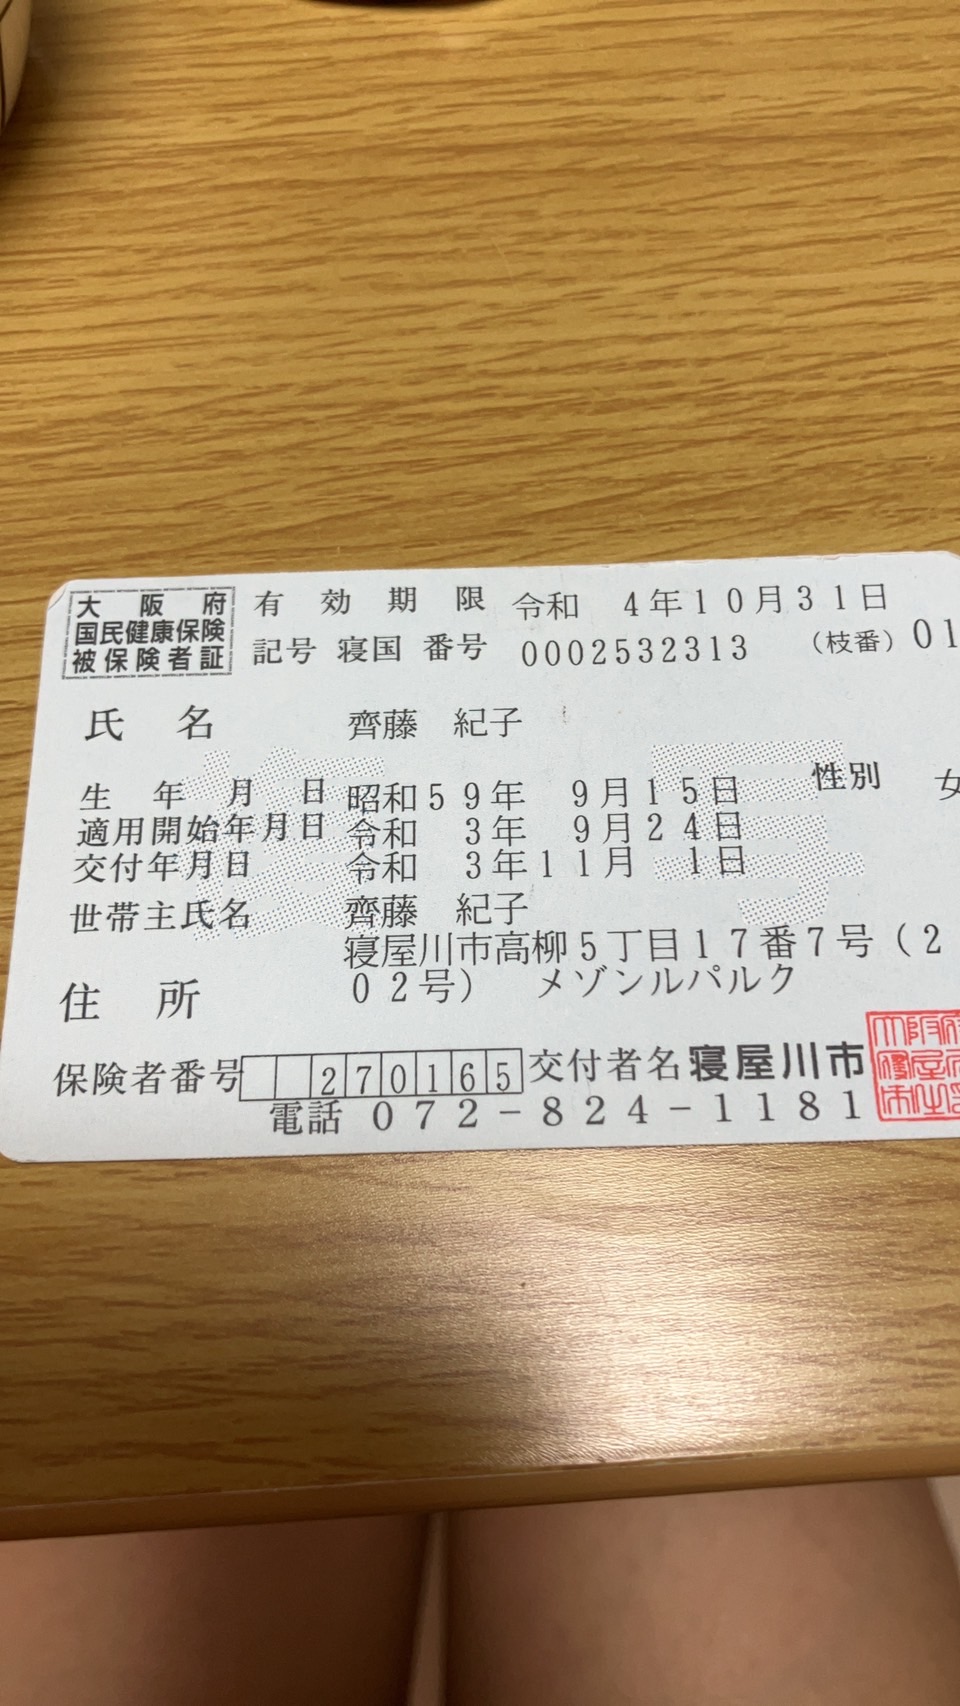 大阪府
国民健康保険
被保険者証
有効期限 令和 4年10月31日
記号 寝国 番号 0002532313 (枝番) 01
氏名 齊藤 紀子
生年月日 昭和59年 9月15日 性別 女
適用開始年月日 令和 3年 9月24日
交付年月日 令和 3年11月 1日
世帯主氏名 齊藤 紀子
住所 寝屋川市高柳5丁目17番7号(2
02号) メゾンルパルク
保険者番号 270165 交付者名 寝屋川市
電話 072-824-1181